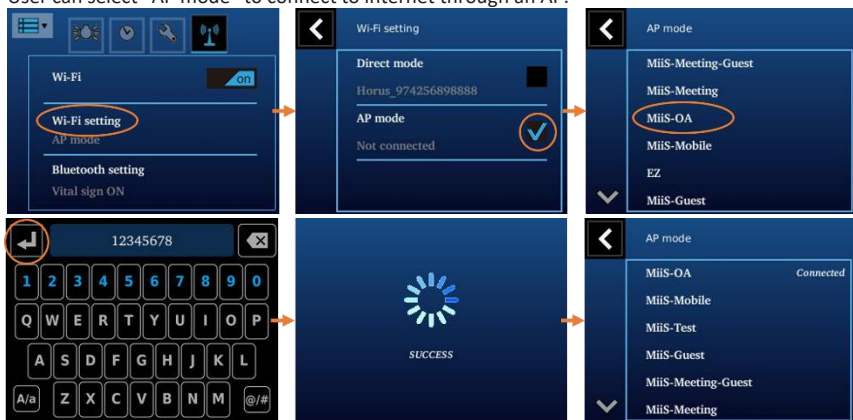 User can select "AP mode" to connect to internet through an AP.
Wi-Fi
on
Wi-Fi setting
AP mode
Bluetooth setting
Vital sign ON
Wi-Fi setting
Direct mode
Horus_974256898888
AP mode
Not connected
AP mode
MiiS-Meeting-Guest
MiiS-Meeting
MiiS-OA
MiiS-Mobile
EZ
MiiS-Guest
12345678
1 2 3 4 5 6 7 8 9 0
Q W E R T Y U I O P
A S D F G H J K L
A/a Z X C V B N M @/#
SUCCESS
AP mode
MiiS-OA Connected
MiiS-Mobile
MiiS-Test
MiiS-Guest
MiiS-Meeting-Guest
MiiS-Meeting